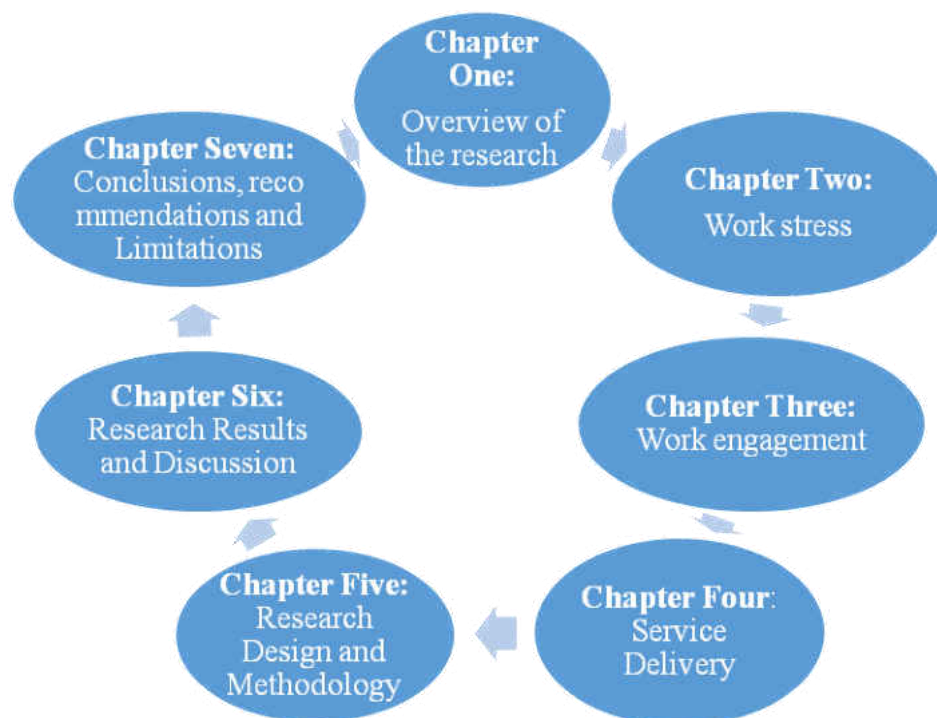 Chapter
One:
Overview of
the research
Chapter Two:
Work stress
Chapter Three:
Work engagement
Chapter Four:
Service
Delivery
Chapter Five:
Research
Design and
Methodology
Chapter Six:
Research Results
and Discussion
Chapter Seven:
Conclusions, reco
mmendations and
Limitations